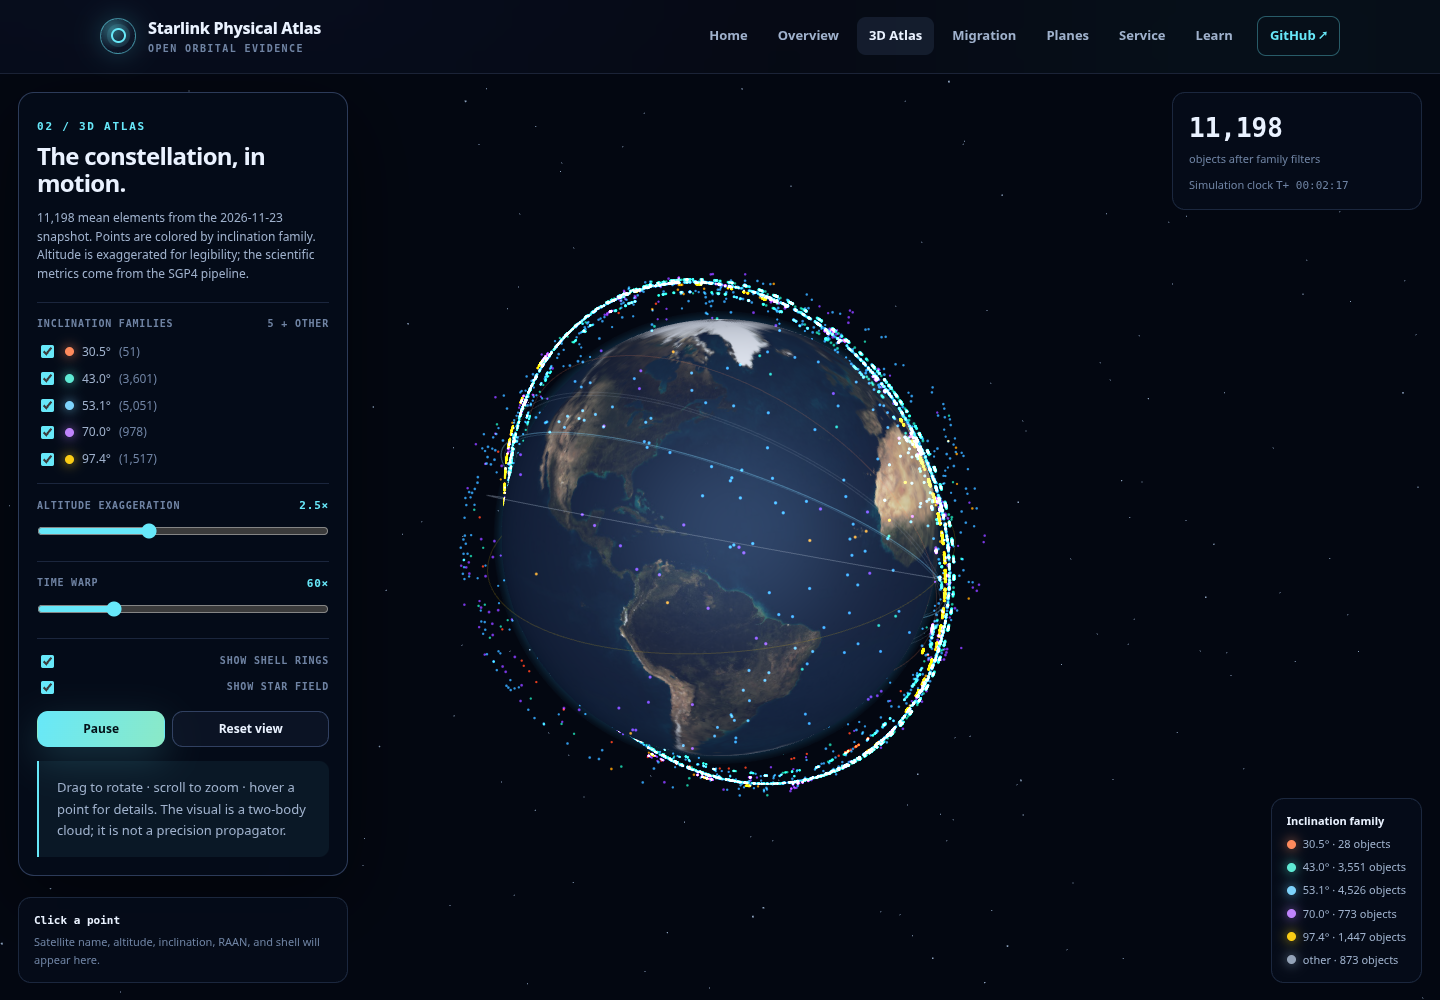 Starlink Physical Atlas
OPEN ORBITAL EVIDENCE
Home
Overview
3D Atlas
Migration
Planes
Service
Learn
GitHub ↗
02 / 3D ATLAS
The constellation, in
motion.
11,198 mean elements from the 2026-11-23
snapshot. Points are colored by inclination family.
Altitude is exaggerated for legibility; the scientific
metrics come from the SGP4 pipeline.
INCLINATION FAMILIES
5 + OTHER
30.5° (51)
43.0° (3,601)
53.1° (5,051)
70.0° (978)
97.4° (1,517)
ALTITUDE EXAGGERATION
2.5×
TIME WARP
60×
SHOW SHELL RINGS
SHOW STAR FIELD
Pause
Reset view
Drag to rotate · scroll to zoom · hover a
point for details. The visual is a two-body
cloud; it is not a precision propagator.
Click a point
Satellite name, altitude, inclination, RAAN, and shell will
appear here.
11,198
objects after family filters
Simulation clock T+ 00:02:17
Inclination family
30.5° · 28 objects
43.0° · 3,551 objects
53.1° · 4,526 objects
70.0° · 773 objects
97.4° · 1,447 objects
other · 873 objects